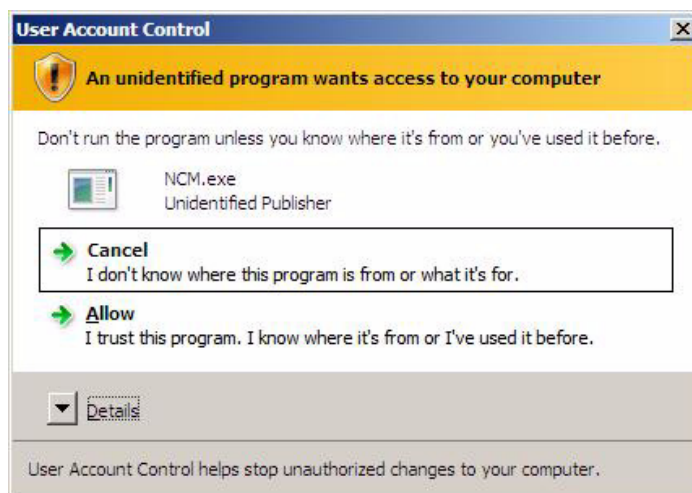 User Account Control
An unidentified program wants access to your computer
Don't run the program unless you know where it's from or you've used it before.
NCM.exe
Unidentified Publisher
Cancel
I don't know where this program is from or what it's for.
Allow
I trust this program. I know where it's from or I've used it before.
Details
User Account Control helps stop unauthorized changes to your computer.